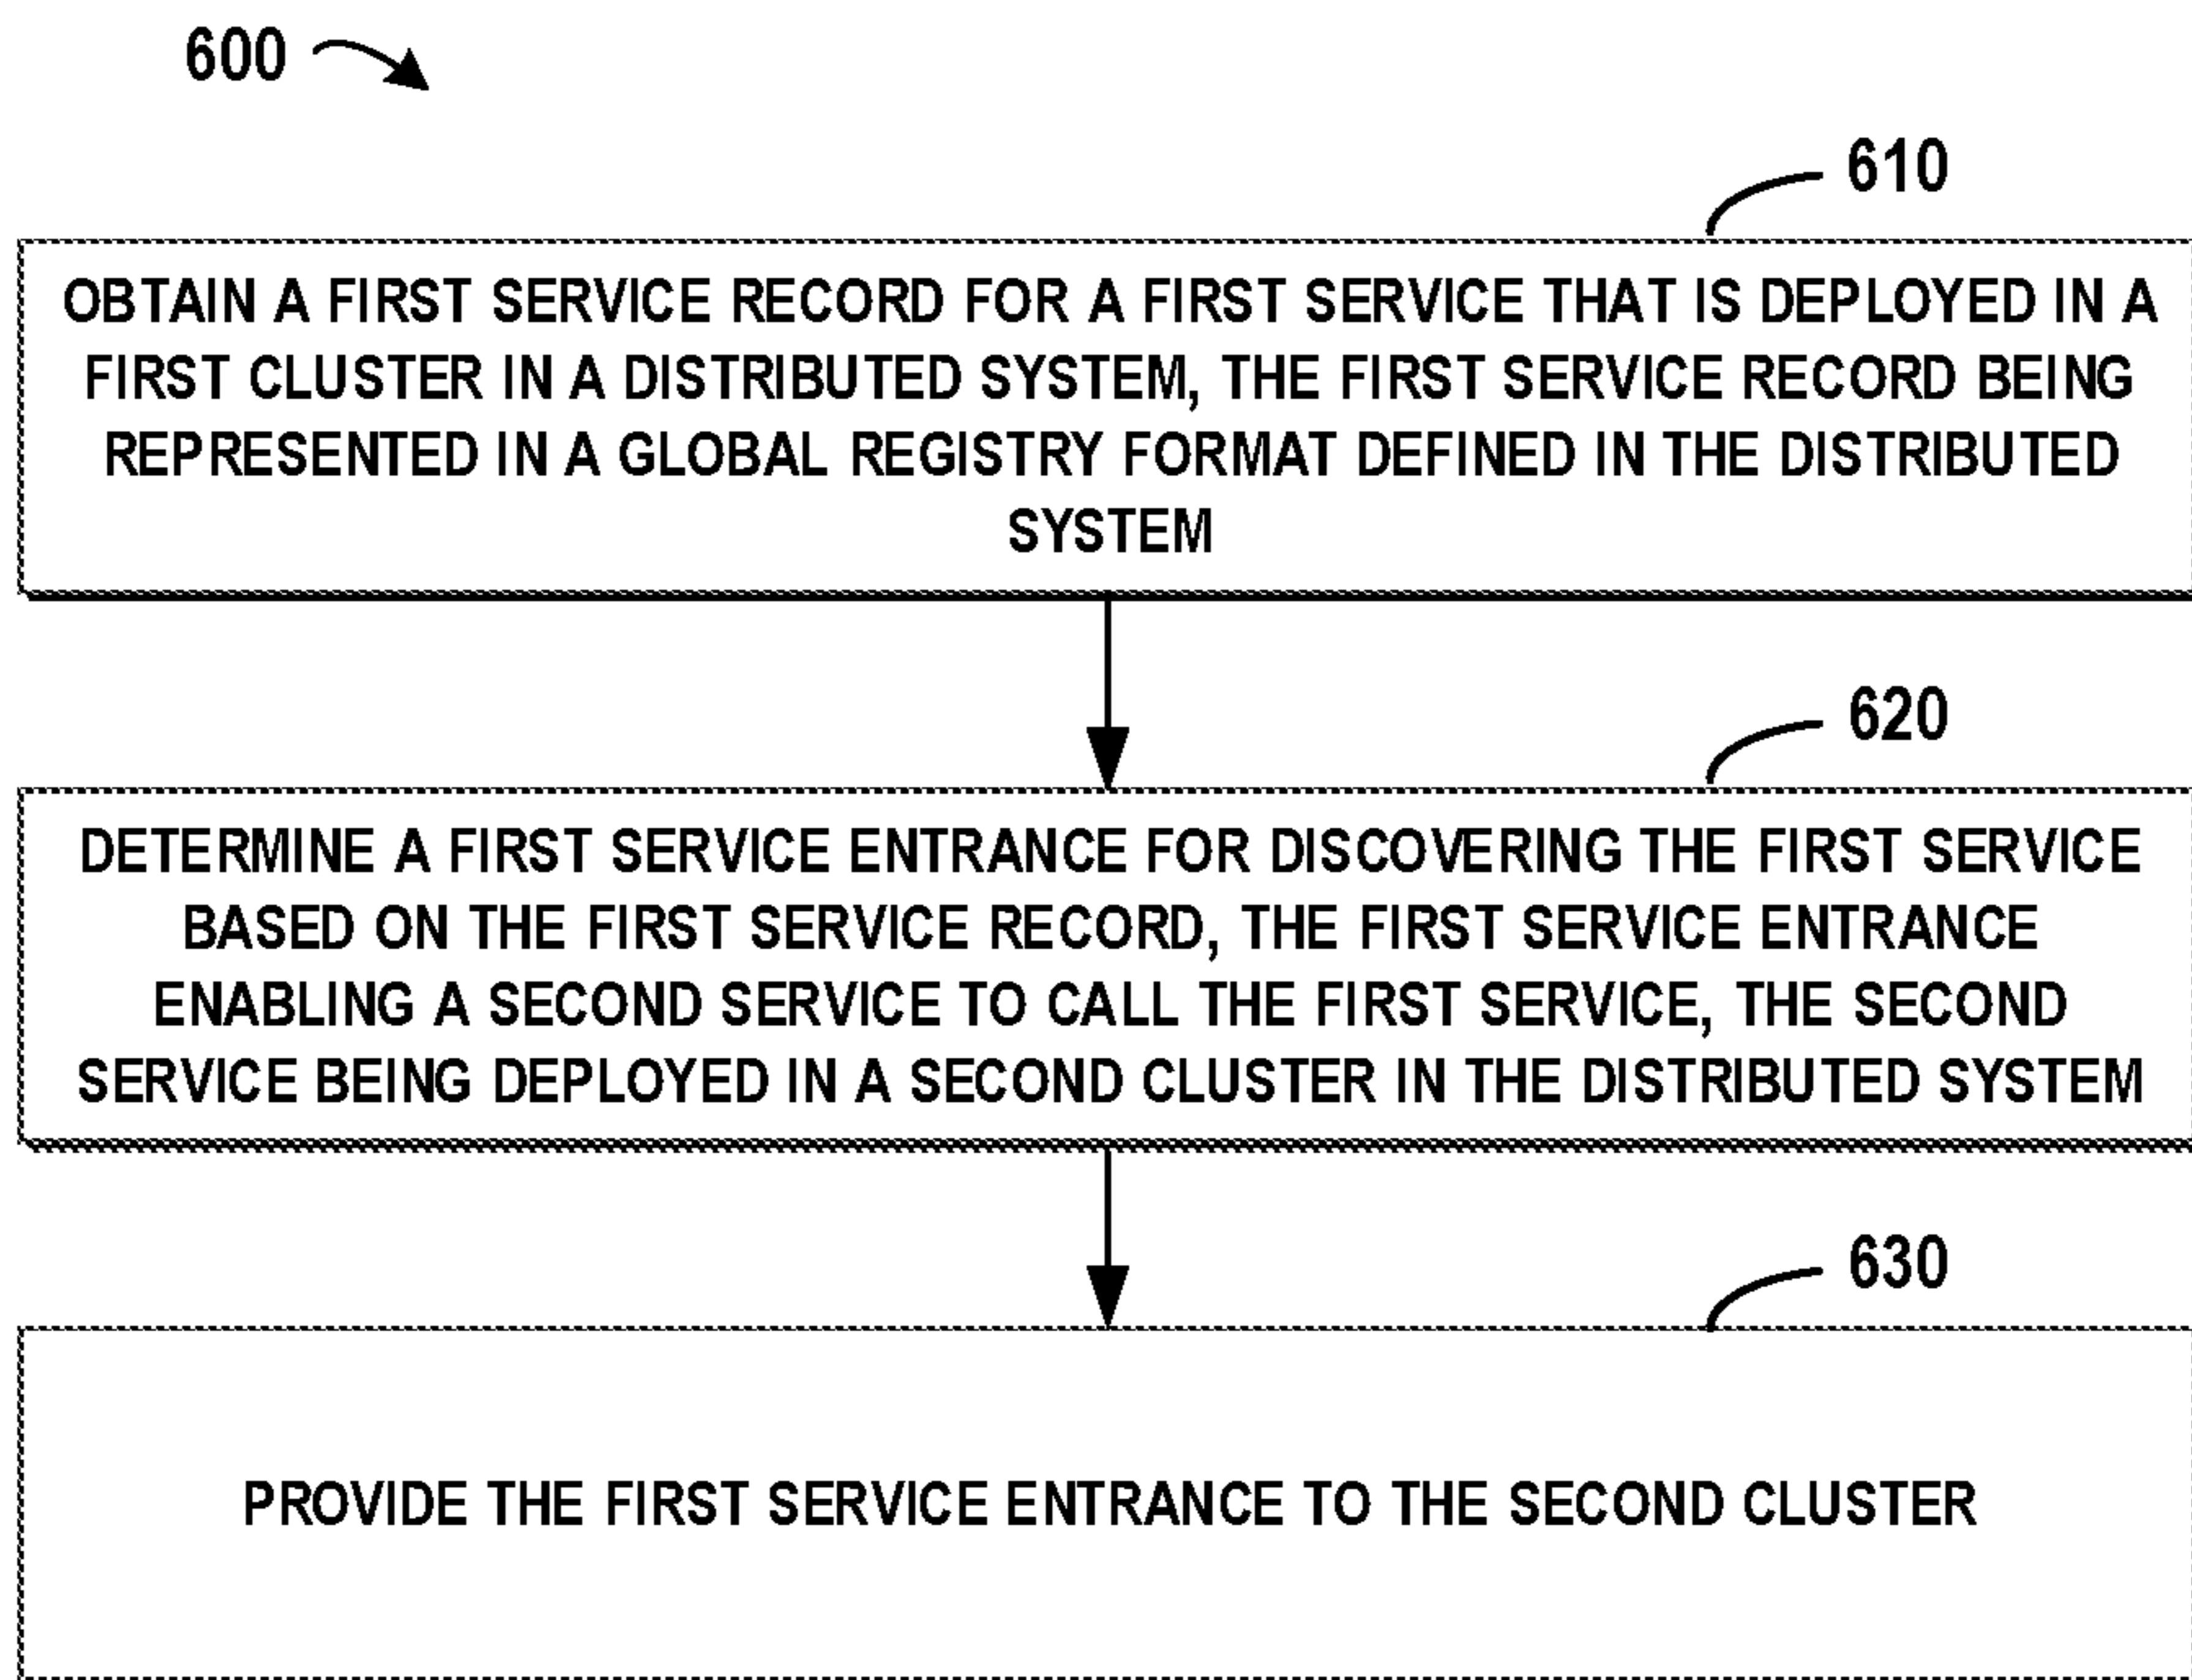 600
610
OBTAIN A FIRST SERVICE RECORD FOR A FIRST SERVICE THAT IS DEPLOYED IN A
FIRST CLUSTER IN A DISTRIBUTED SYSTEM, THE FIRST SERVICE RECORD BEING
REPRESENTED IN A GLOBAL REGISTRY FORMAT DEFINED IN THE DISTRIBUTED
SYSTEM
620
DETERMINE A FIRST SERVICE ENTRANCE FOR DISCOVERING THE FIRST SERVICE
BASED ON THE FIRST SERVICE RECORD, THE FIRST SERVICE ENTRANCE
ENABLING A SECOND SERVICE TO CALL THE FIRST SERVICE, THE SECOND
SERVICE BEING DEPLOYED IN A SECOND CLUSTER IN THE DISTRIBUTED SYSTEM
630
PROVIDE THE FIRST SERVICE ENTRANCE TO THE SECOND CLUSTER